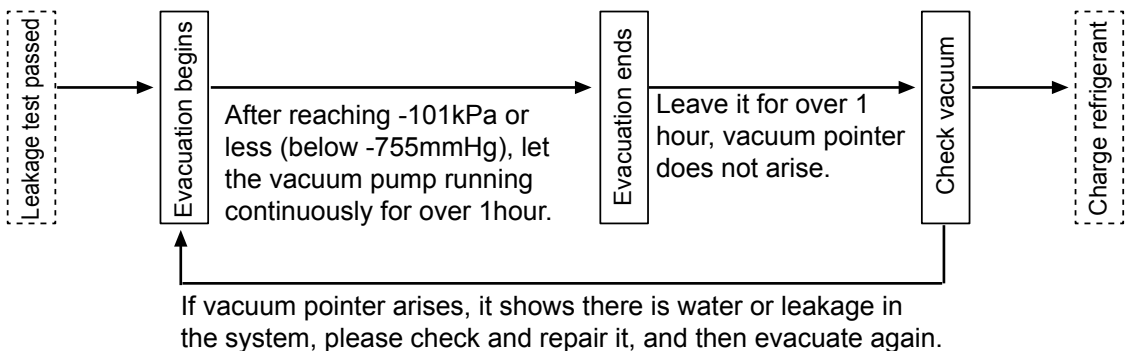 Leakage test passed
Evacuation begins
After reaching -101kPa or
less (below -755mmHg), let
the vacuum pump running
continuously for over 1hour.
Evacuation ends
Leave it for over 1
hour, vacuum pointer
does not arise.
Check vacuum
Charge refrigerant
If vacuum pointer arises, it shows there is water or leakage in
the system, please check and repair it, and then evacuate again.